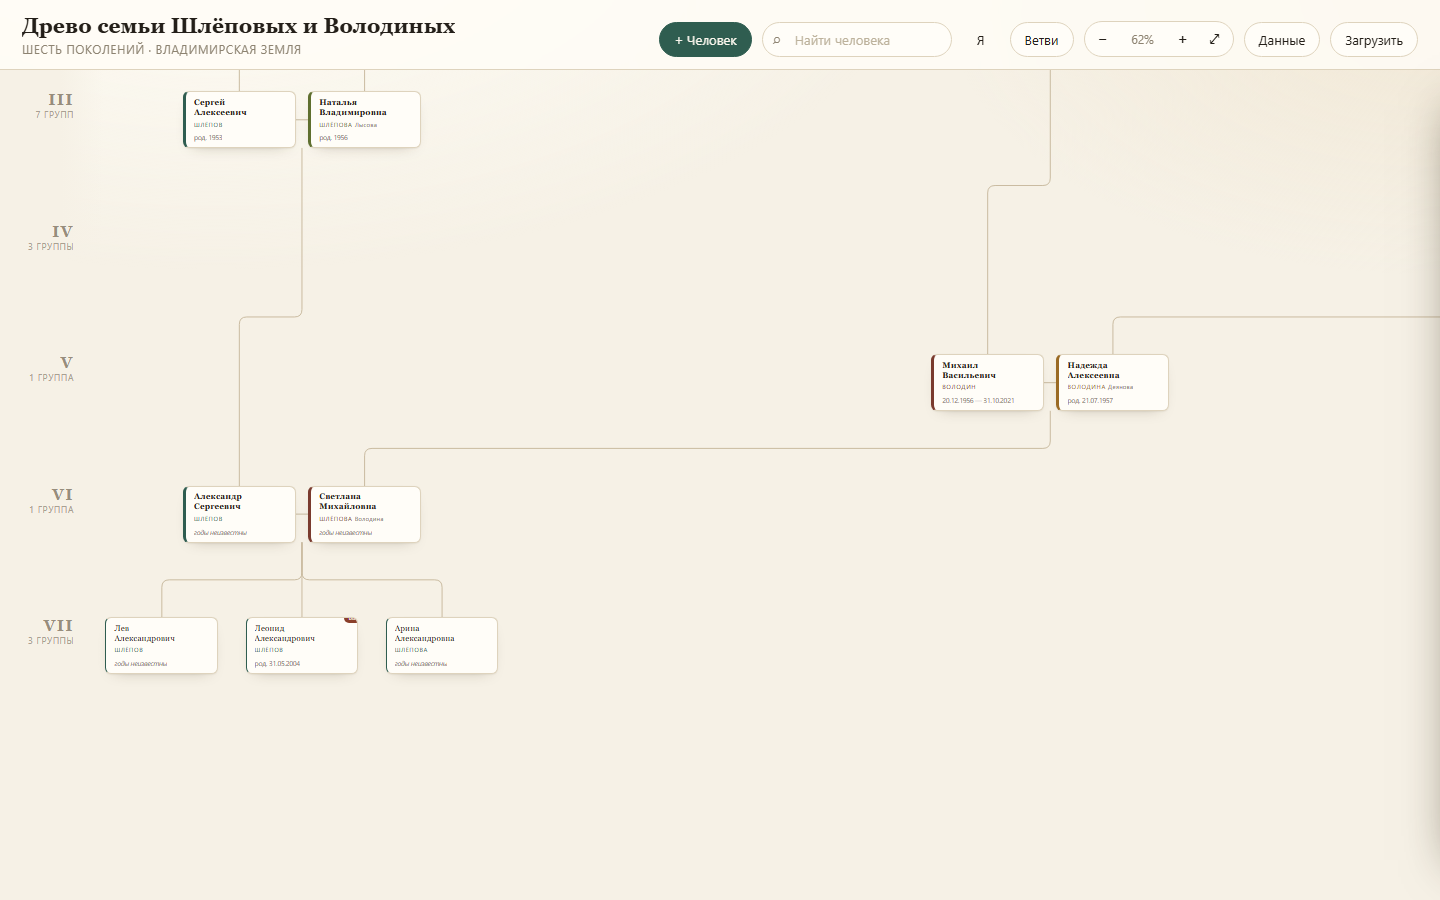 Древо семьи Шлёповых и Володиных
ШЕСТЬ ПОКОЛЕНИЙ · ВЛАДИМИРСКАЯ ЗЕМЛЯ
+ Человек
Найти человека
Я
Ветви
−
62%
+
Данные
Загрузить
III
7 ГРУПП
Сергей
Алексеевич
ШЛЁПОВ
род. 1953
Наталья
Владимировна
ШЛЁПОВА Лысова
род. 1956
IV
3 ГРУППЫ
V
1 ГРУППА
Михаил
Васильевич
ВОЛОДИН
20.12.1956 — 31.10.2021
Надежда
Алексеевна
ВОЛОДИНА Деянова
род. 21.07.1957
VI
1 ГРУППА
Александр
Сергеевич
ШЛЁПОВ
годы неизвестны
Светлана
Михайловна
ШЛЁПОВА Володина
годы неизвестны
VII
3 ГРУППЫ
Лев
Александрович
ШЛЁПОВ
годы неизвестны
Леонид
Александрович
ШЛЁПОВ
род. 31.05.2004
Арина
Александровна
ШЛЁПОВА
годы неизвестны